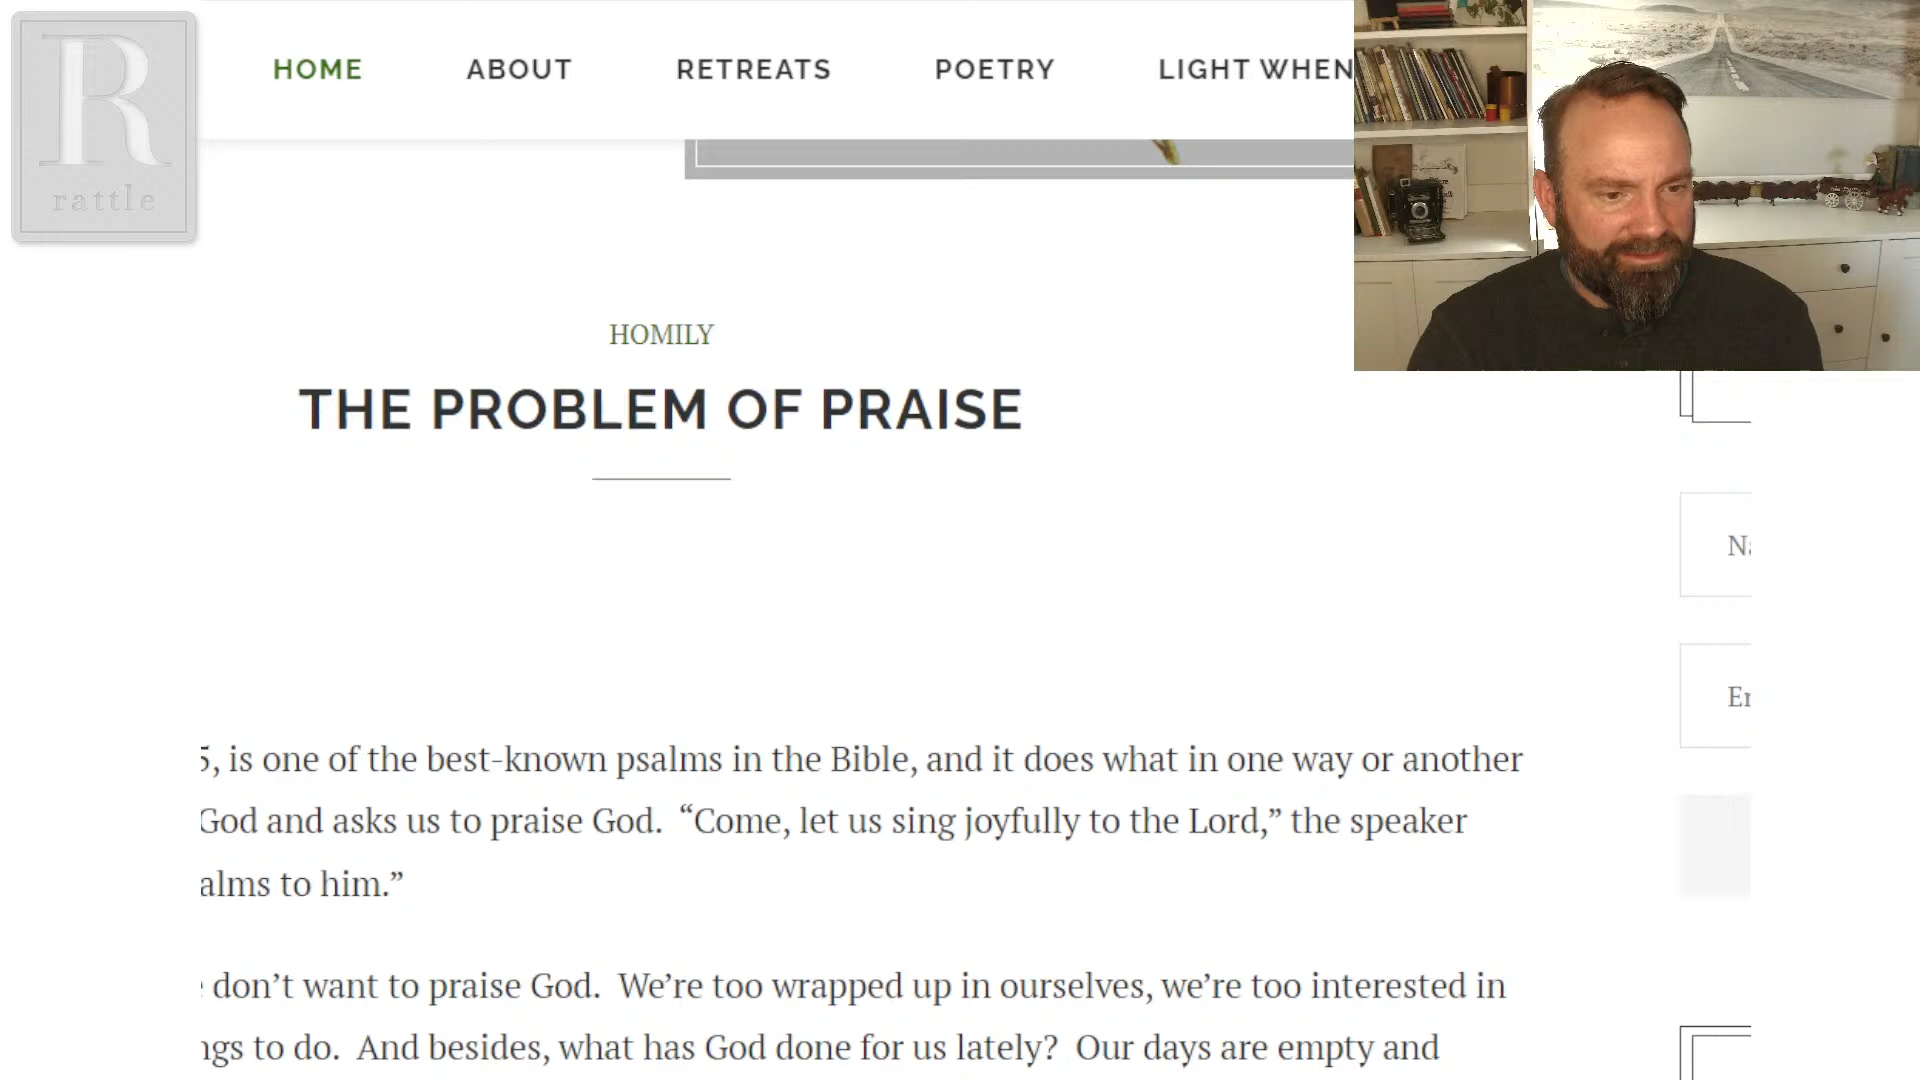 R
rattle
HOME ABOUT RETREATS POETRY LIGHT WHEN
HOMILY
THE PROBLEM OF PRAISE
5, is one of the best-known psalms in the Bible, and it does what in one way or another
God and asks us to praise God. “Come, let us sing joyfully to the Lord,” the speaker
alms to him.”
don’t want to praise God. We’re too wrapped up in ourselves, we’re too interested in
ngs to do. And besides, what has God done for us lately? Our days are empty and